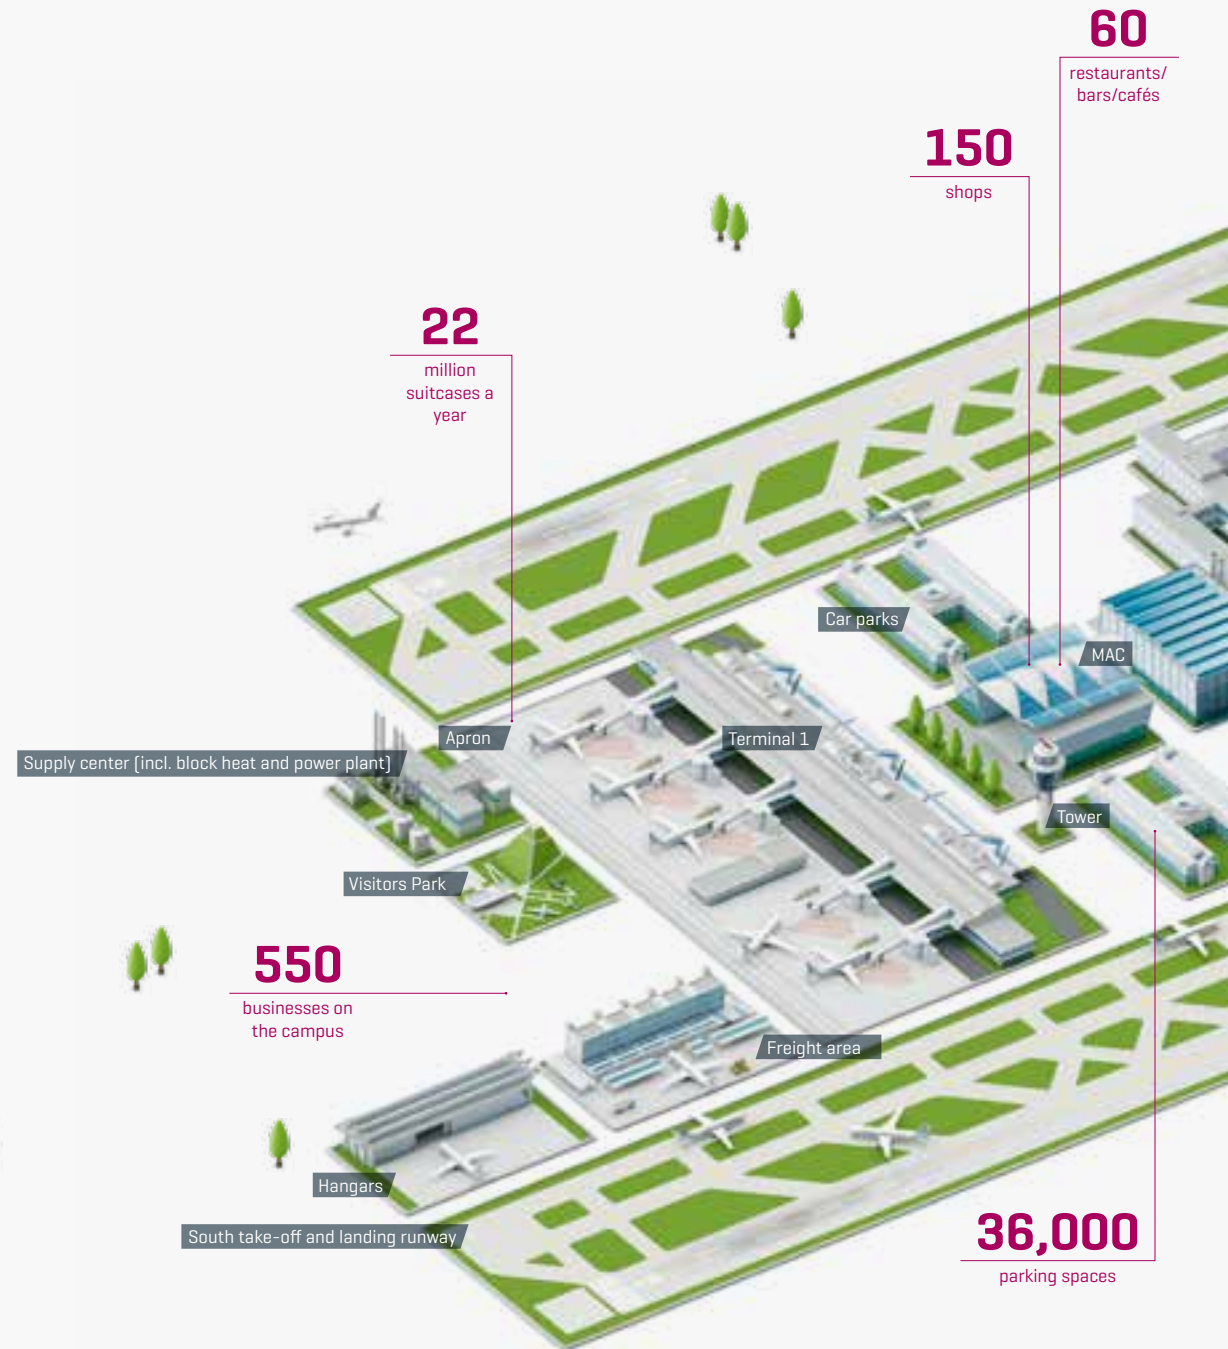 60
restaurants/
bars/cafés
150
shops
22
million
suitcases a
year
Car parks
MAC
Apron
Terminal 1
Supply center (incl. block heat and power plant)
Tower
Visitors Park
550
businesses on
the campus
Freight area
Hangars
South take-off and landing runway
36,000
parking spaces